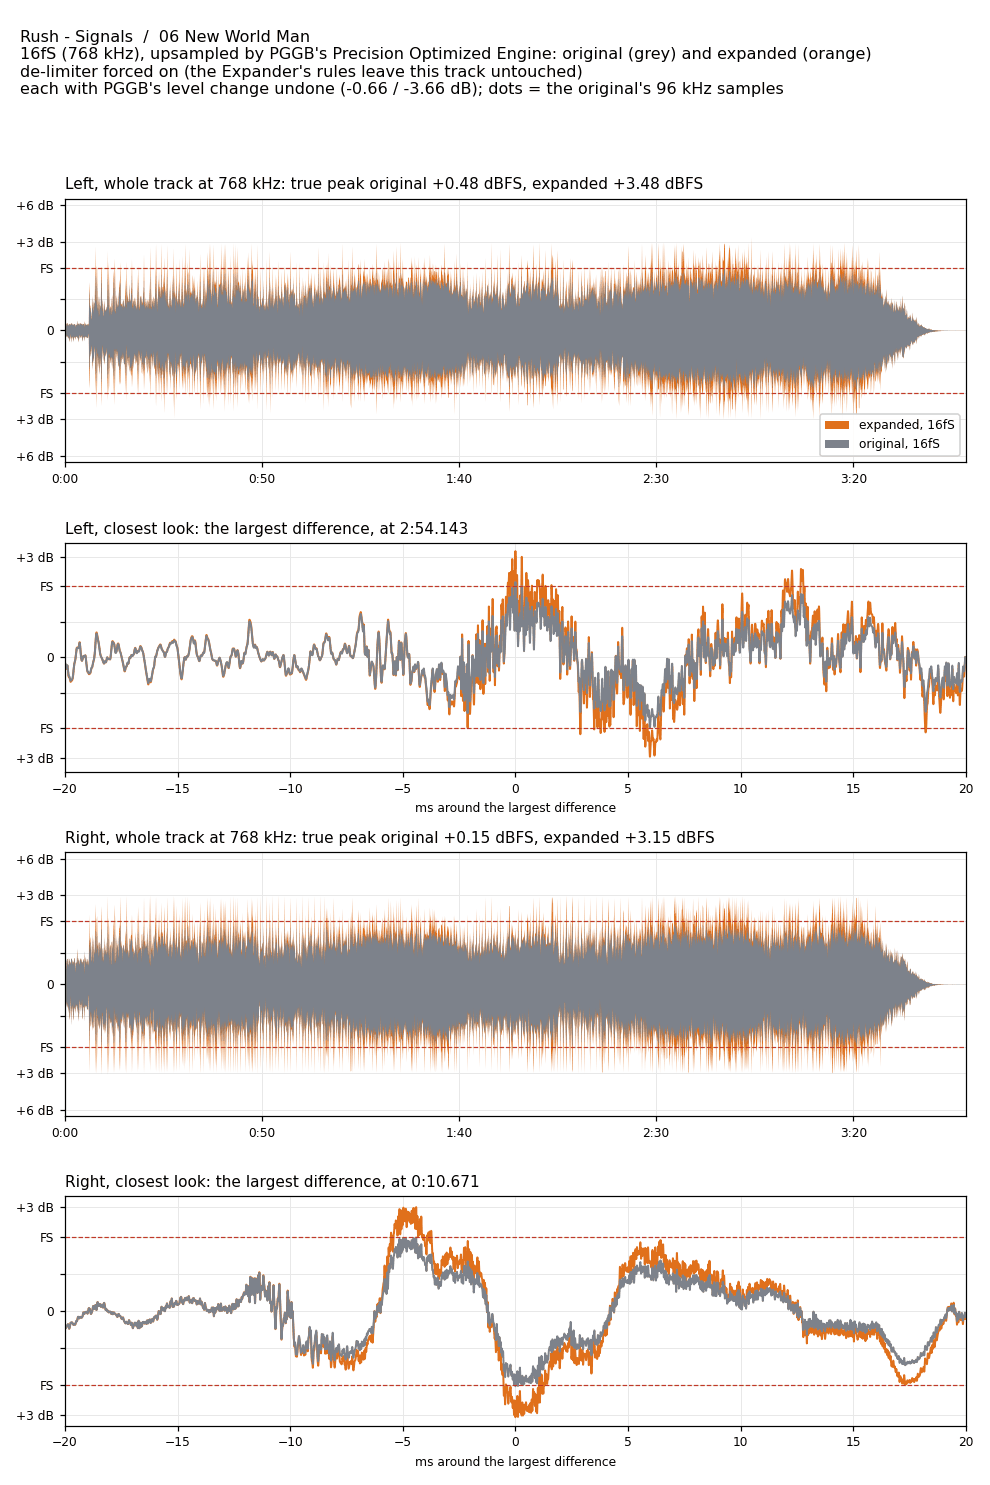 Rush - Signals  /  06 New World Man
16fS (768 kHz), upsampled by PGGB's Precision Optimized Engine: original (grey) and expanded (orange)
de-limiter forced on (the Expander's rules leave this track untouched)
each with PGGB's level change undone (-0.66 / -3.66 dB); dots = the original's 96 kHz samples
Left, whole track at 768 kHz: true peak original +0.48 dBFS, expanded +3.48 dBFS
+6 dB
+3 dB
FS
0
FS
+3 dB
+6 dB
expanded, 16fS
original, 16fS
0:00 0:50 1:40 2:30 3:20
Left, closest look: the largest difference, at 2:54.143
+3 dB
FS
0
FS
+3 dB
−20 −15 −10 −5 0 5 10 15 20
ms around the largest difference
Right, whole track at 768 kHz: true peak original +0.15 dBFS, expanded +3.15 dBFS
+6 dB
+3 dB
FS
0
FS
+3 dB
+6 dB
0:00 0:50 1:40 2:30 3:20
Right, closest look: the largest difference, at 0:10.671
+3 dB
FS
0
FS
+3 dB
−20 −15 −10 −5 0 5 10 15 20
ms around the largest difference